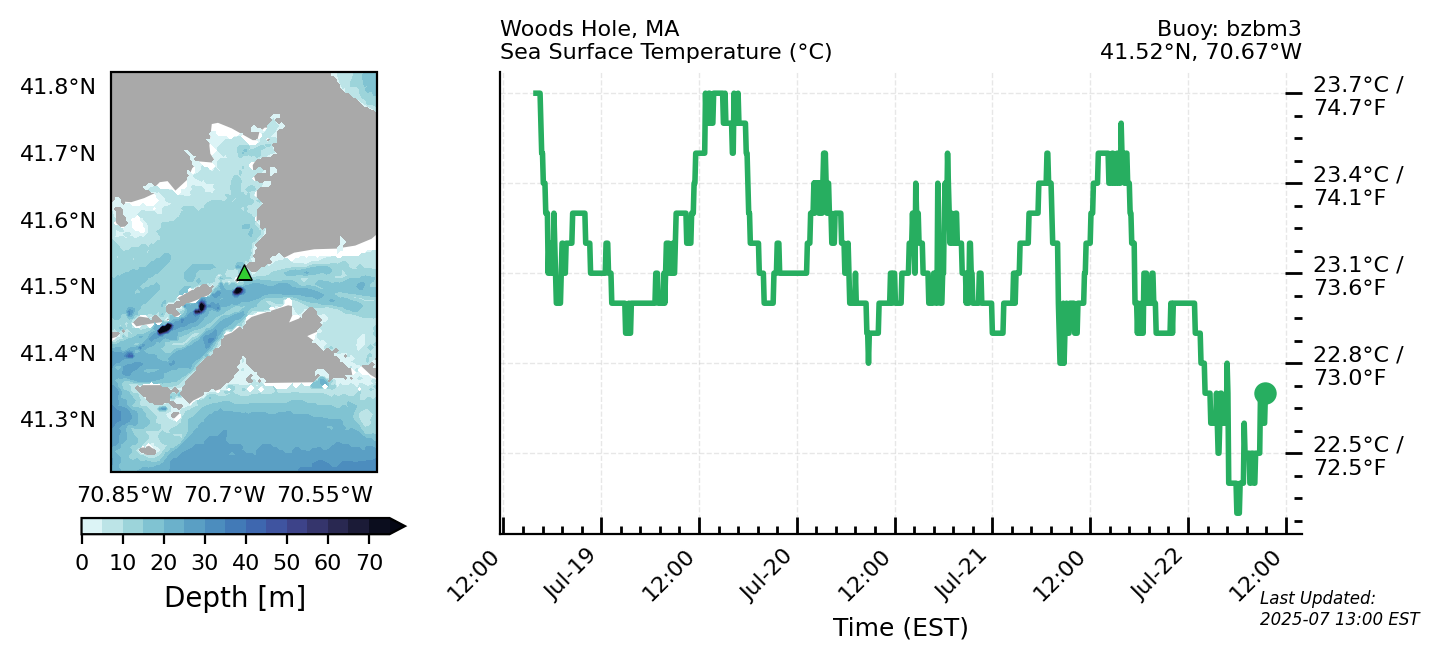 Woods Hole, MA
Sea Surface Temperature (°C)
Buoy: bzbm3
41.52°N, 70.67°W
41.8°N
41.7°N
41.6°N
41.5°N
41.4°N
41.3°N
70.85°W 70.7°W 70.55°W
0 10 20 30 40 50 60 70
Depth [m]
23.7°C /
74.7°F
23.4°C /
74.1°F
23.1°C /
73.6°F
22.8°C /
73.0°F
22.5°C /
72.5°F
12:00 Jul-19 12:00 Jul-20 12:00 Jul-21 12:00 Jul-22 12:00
Time (EST)
Last Updated:
2025-07 13:00 EST